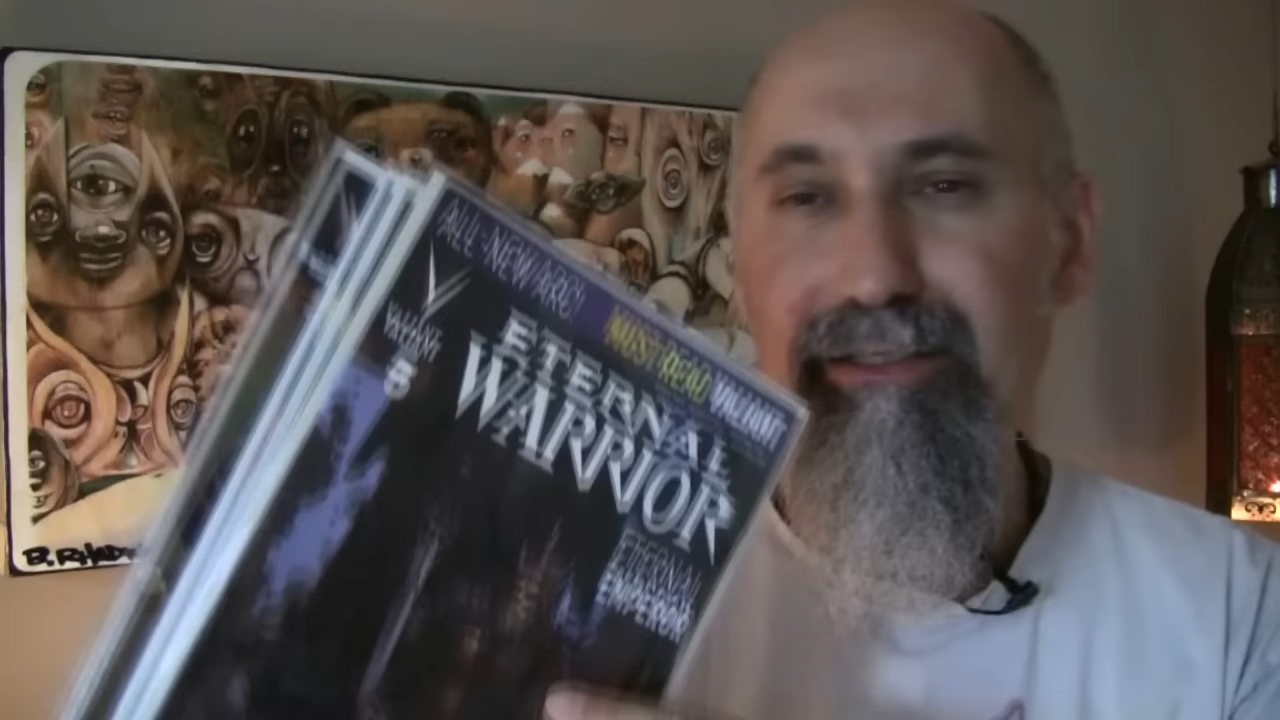 ALL-NEW ARC!
MUST READ VALIANT
VALIANT
5
ETERNAL
WARRIOR
ETERNAL
EMPEROR